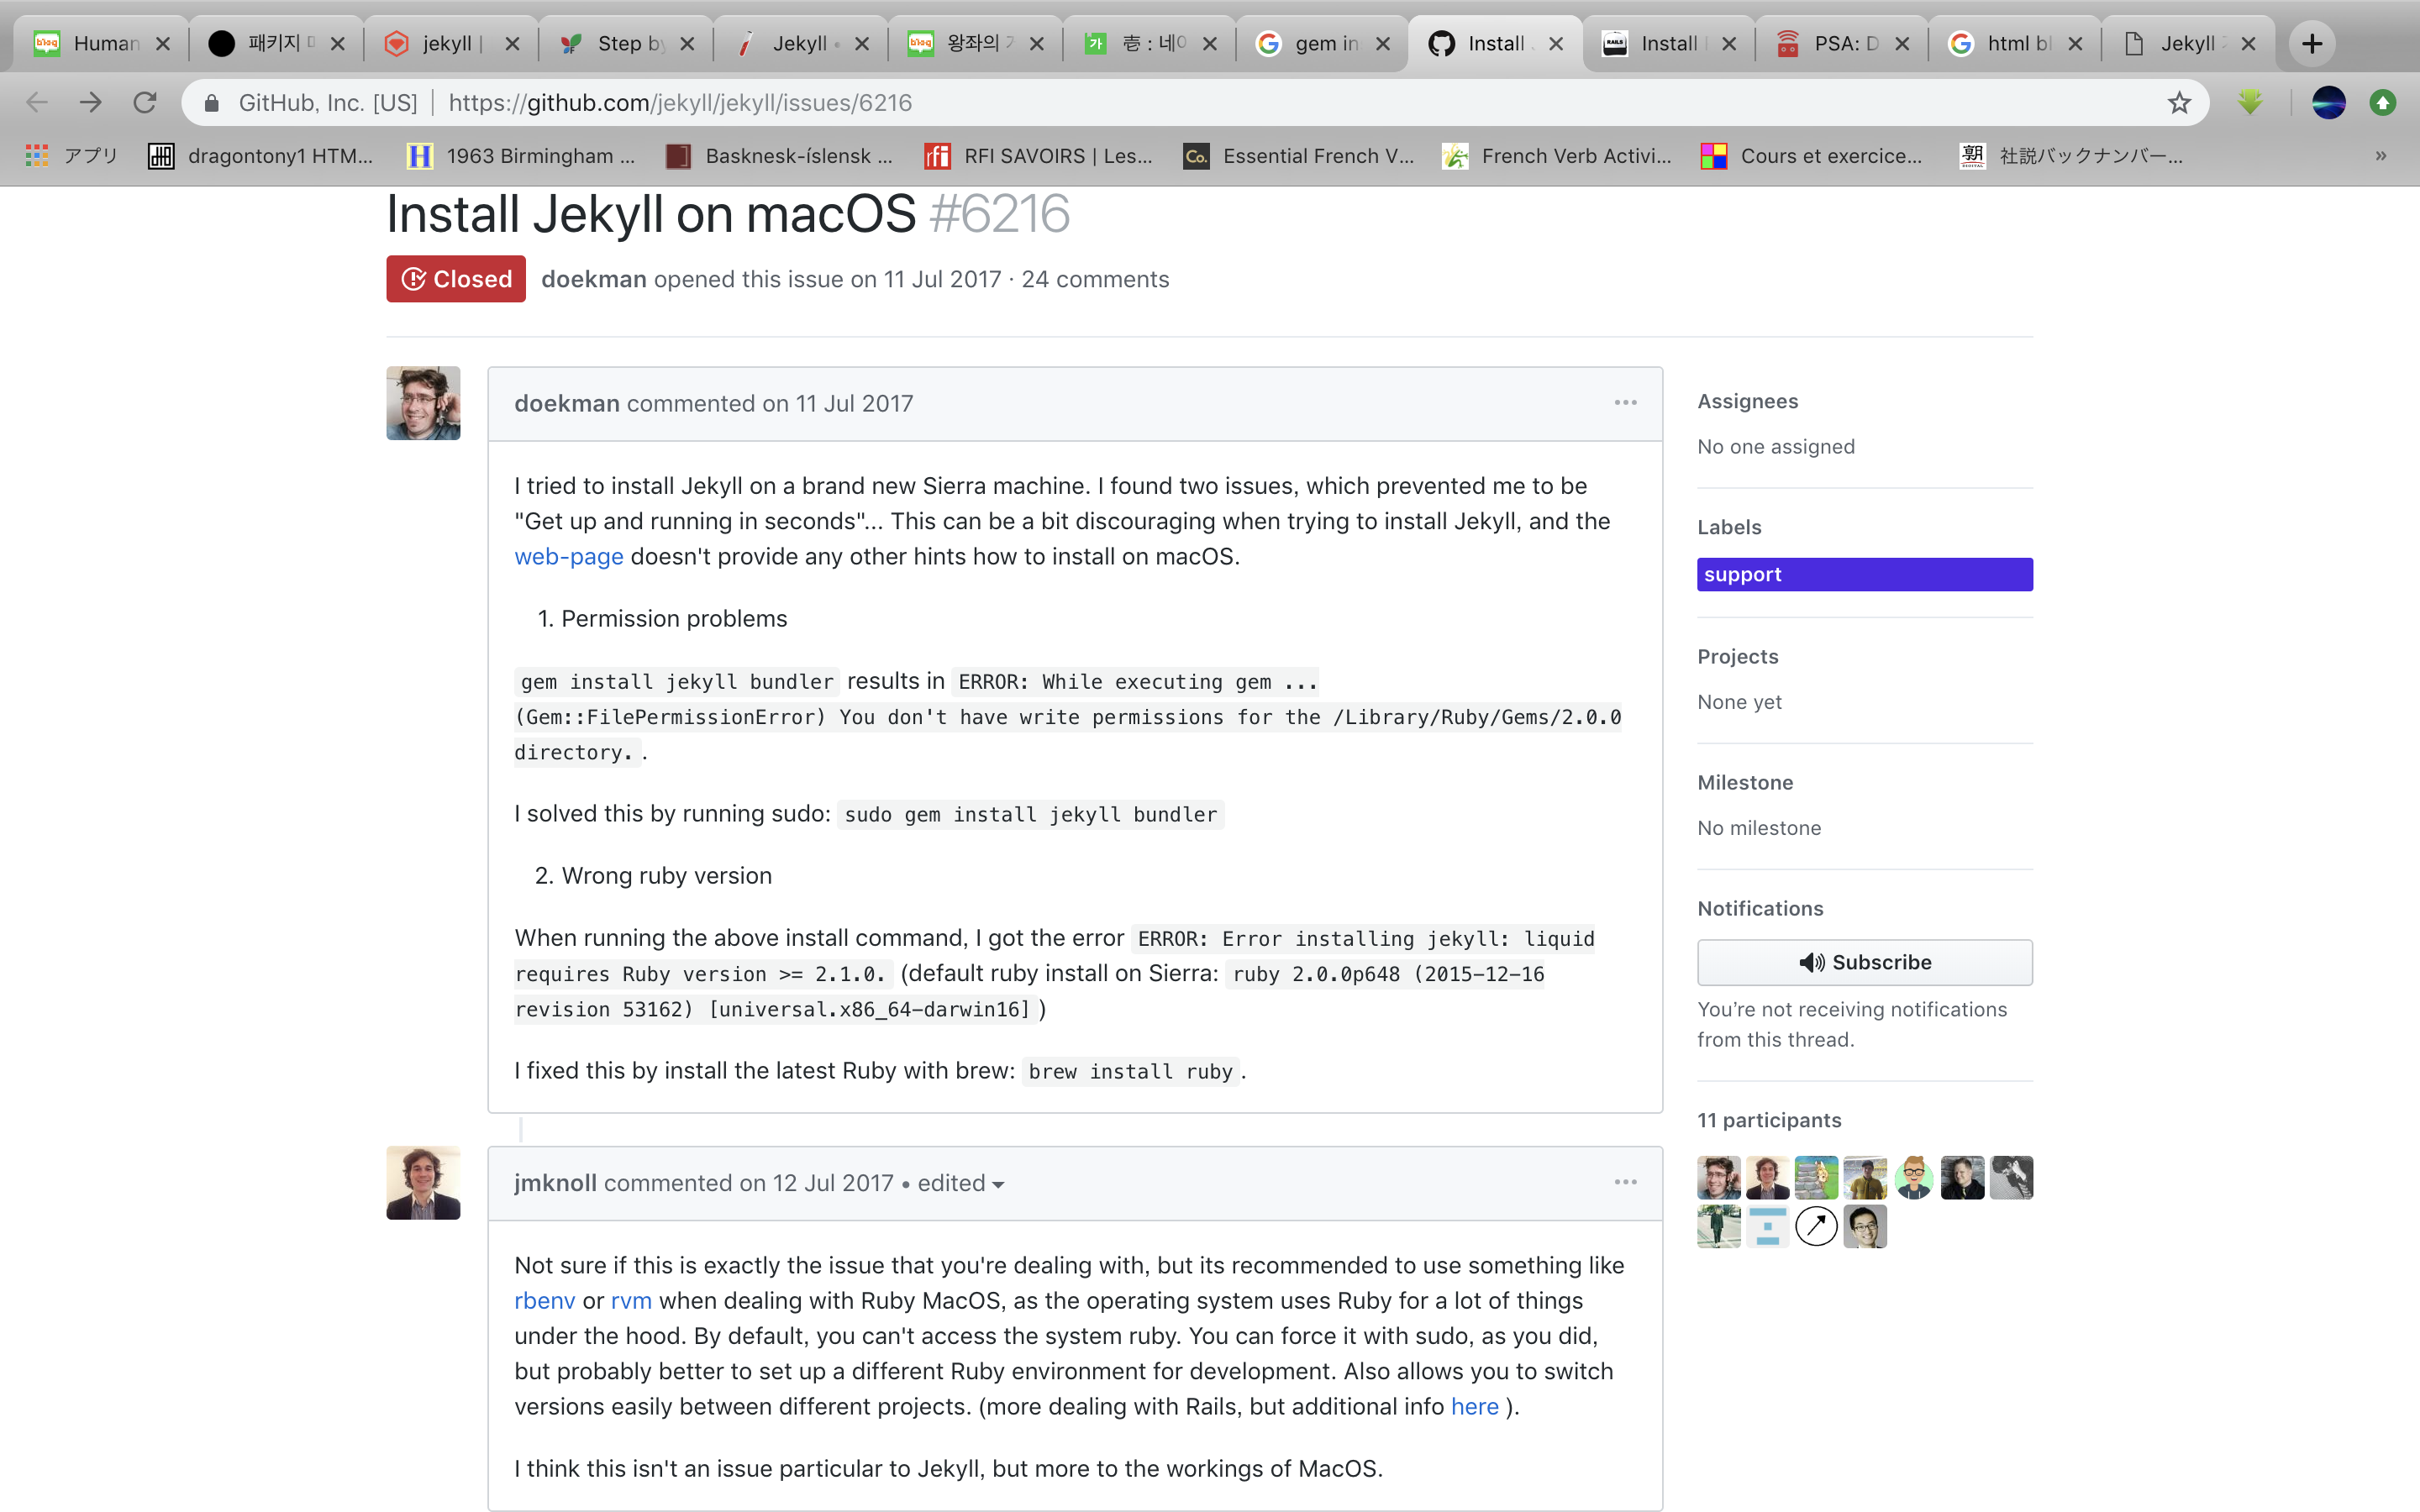 Human
패키지
jekyll |
Step by
Jekyll •
왕좌의
壱 : 네이
gem in
Install
Install
PSA: D
html bl
Jekyll
GitHub, Inc. [US] | https://github.com/jekyll/jekyll/issues/6216
アプリ
dragontony1 HTM...
1963 Birmingham ...
Basknesk-íslensk ...
RFI SAVOIRS | Les...
Essential French V...
French Verb Activi...
Cours et exercice...
社説バックナンバー...
»
Install Jekyll on macOS #6216
Closed
doekman opened this issue on 11 Jul 2017 · 24 comments
doekman commented on 11 Jul 2017
I tried to install Jekyll on a brand new Sierra machine. I found two issues, which prevented me to be
"Get up and running in seconds"... This can be a bit discouraging when trying to install Jekyll, and the
web-page doesn't provide any other hints how to install on macOS.
1. Permission problems
gem install jekyll bundler results in ERROR: While executing gem ...
(Gem::FilePermissionError) You don't have write permissions for the /Library/Ruby/Gems/2.0.0
directory. .
I solved this by running sudo: sudo gem install jekyll bundler
2. Wrong ruby version
When running the above install command, I got the error ERROR: Error installing jekyll: liquid
requires Ruby version >= 2.1.0. (default ruby install on Sierra: ruby 2.0.0p648 (2015-12-16
revision 53162) [universal.x86_64-darwin16] )
I fixed this by install the latest Ruby with brew: brew install ruby .
jmknoll commented on 12 Jul 2017 • edited
Not sure if this is exactly the issue that you're dealing with, but its recommended to use something like
rbenv or rvm when dealing with Ruby MacOS, as the operating system uses Ruby for a lot of things
under the hood. By default, you can't access the system ruby. You can force it with sudo, as you did,
but probably better to set up a different Ruby environment for development. Also allows you to switch
versions easily between different projects. (more dealing with Rails, but additional info here ).
I think this isn't an issue particular to Jekyll, but more to the workings of MacOS.
Assignees
No one assigned
Labels
support
Projects
None yet
Milestone
No milestone
Notifications
Subscribe
You’re not receiving notifications
from this thread.
11 participants